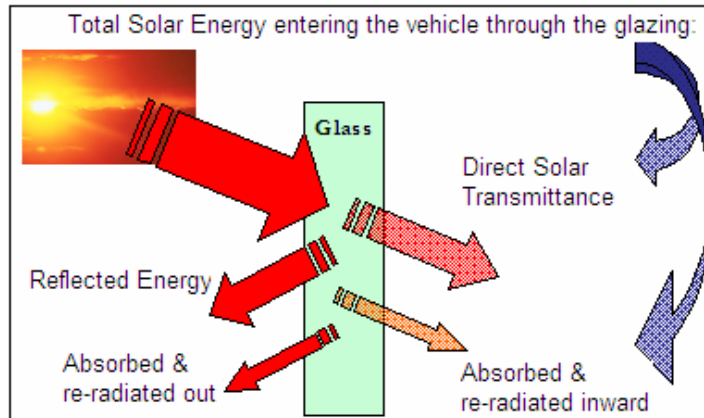 Total Solar Energy entering the vehicle through the glazing:
Glass
Direct Solar
Transmittance
Reflected Energy
Absorbed &
re-radiated out
Absorbed &
re-radiated inward